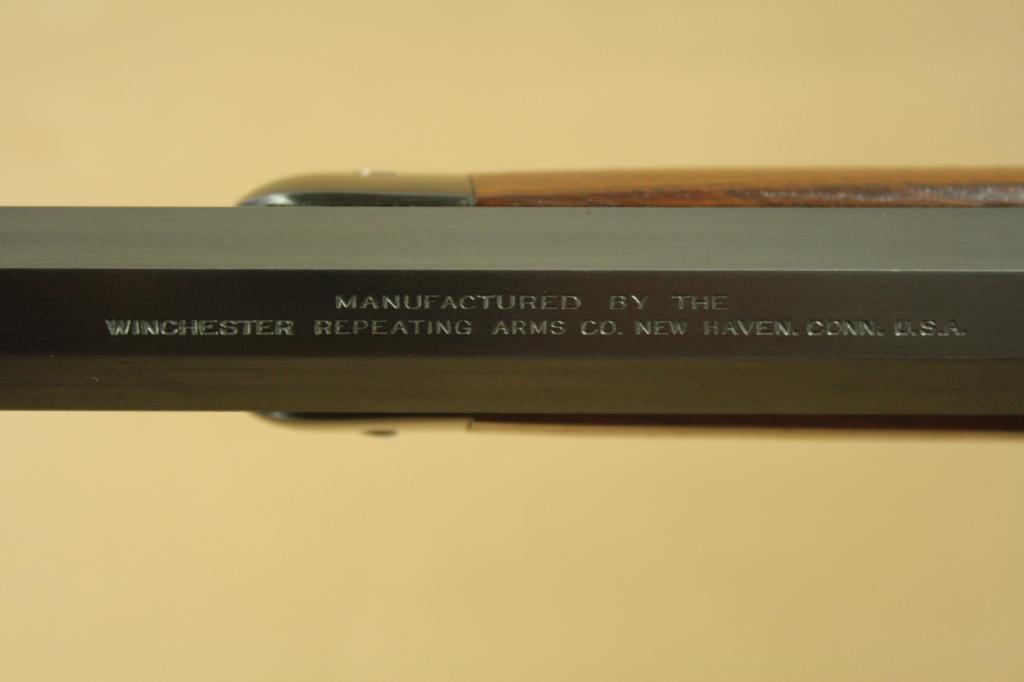 MANUFACTURED BY THE
WINCHESTER REPEATING ARMS CO. NEW HAVEN. CONN. U.S.A.